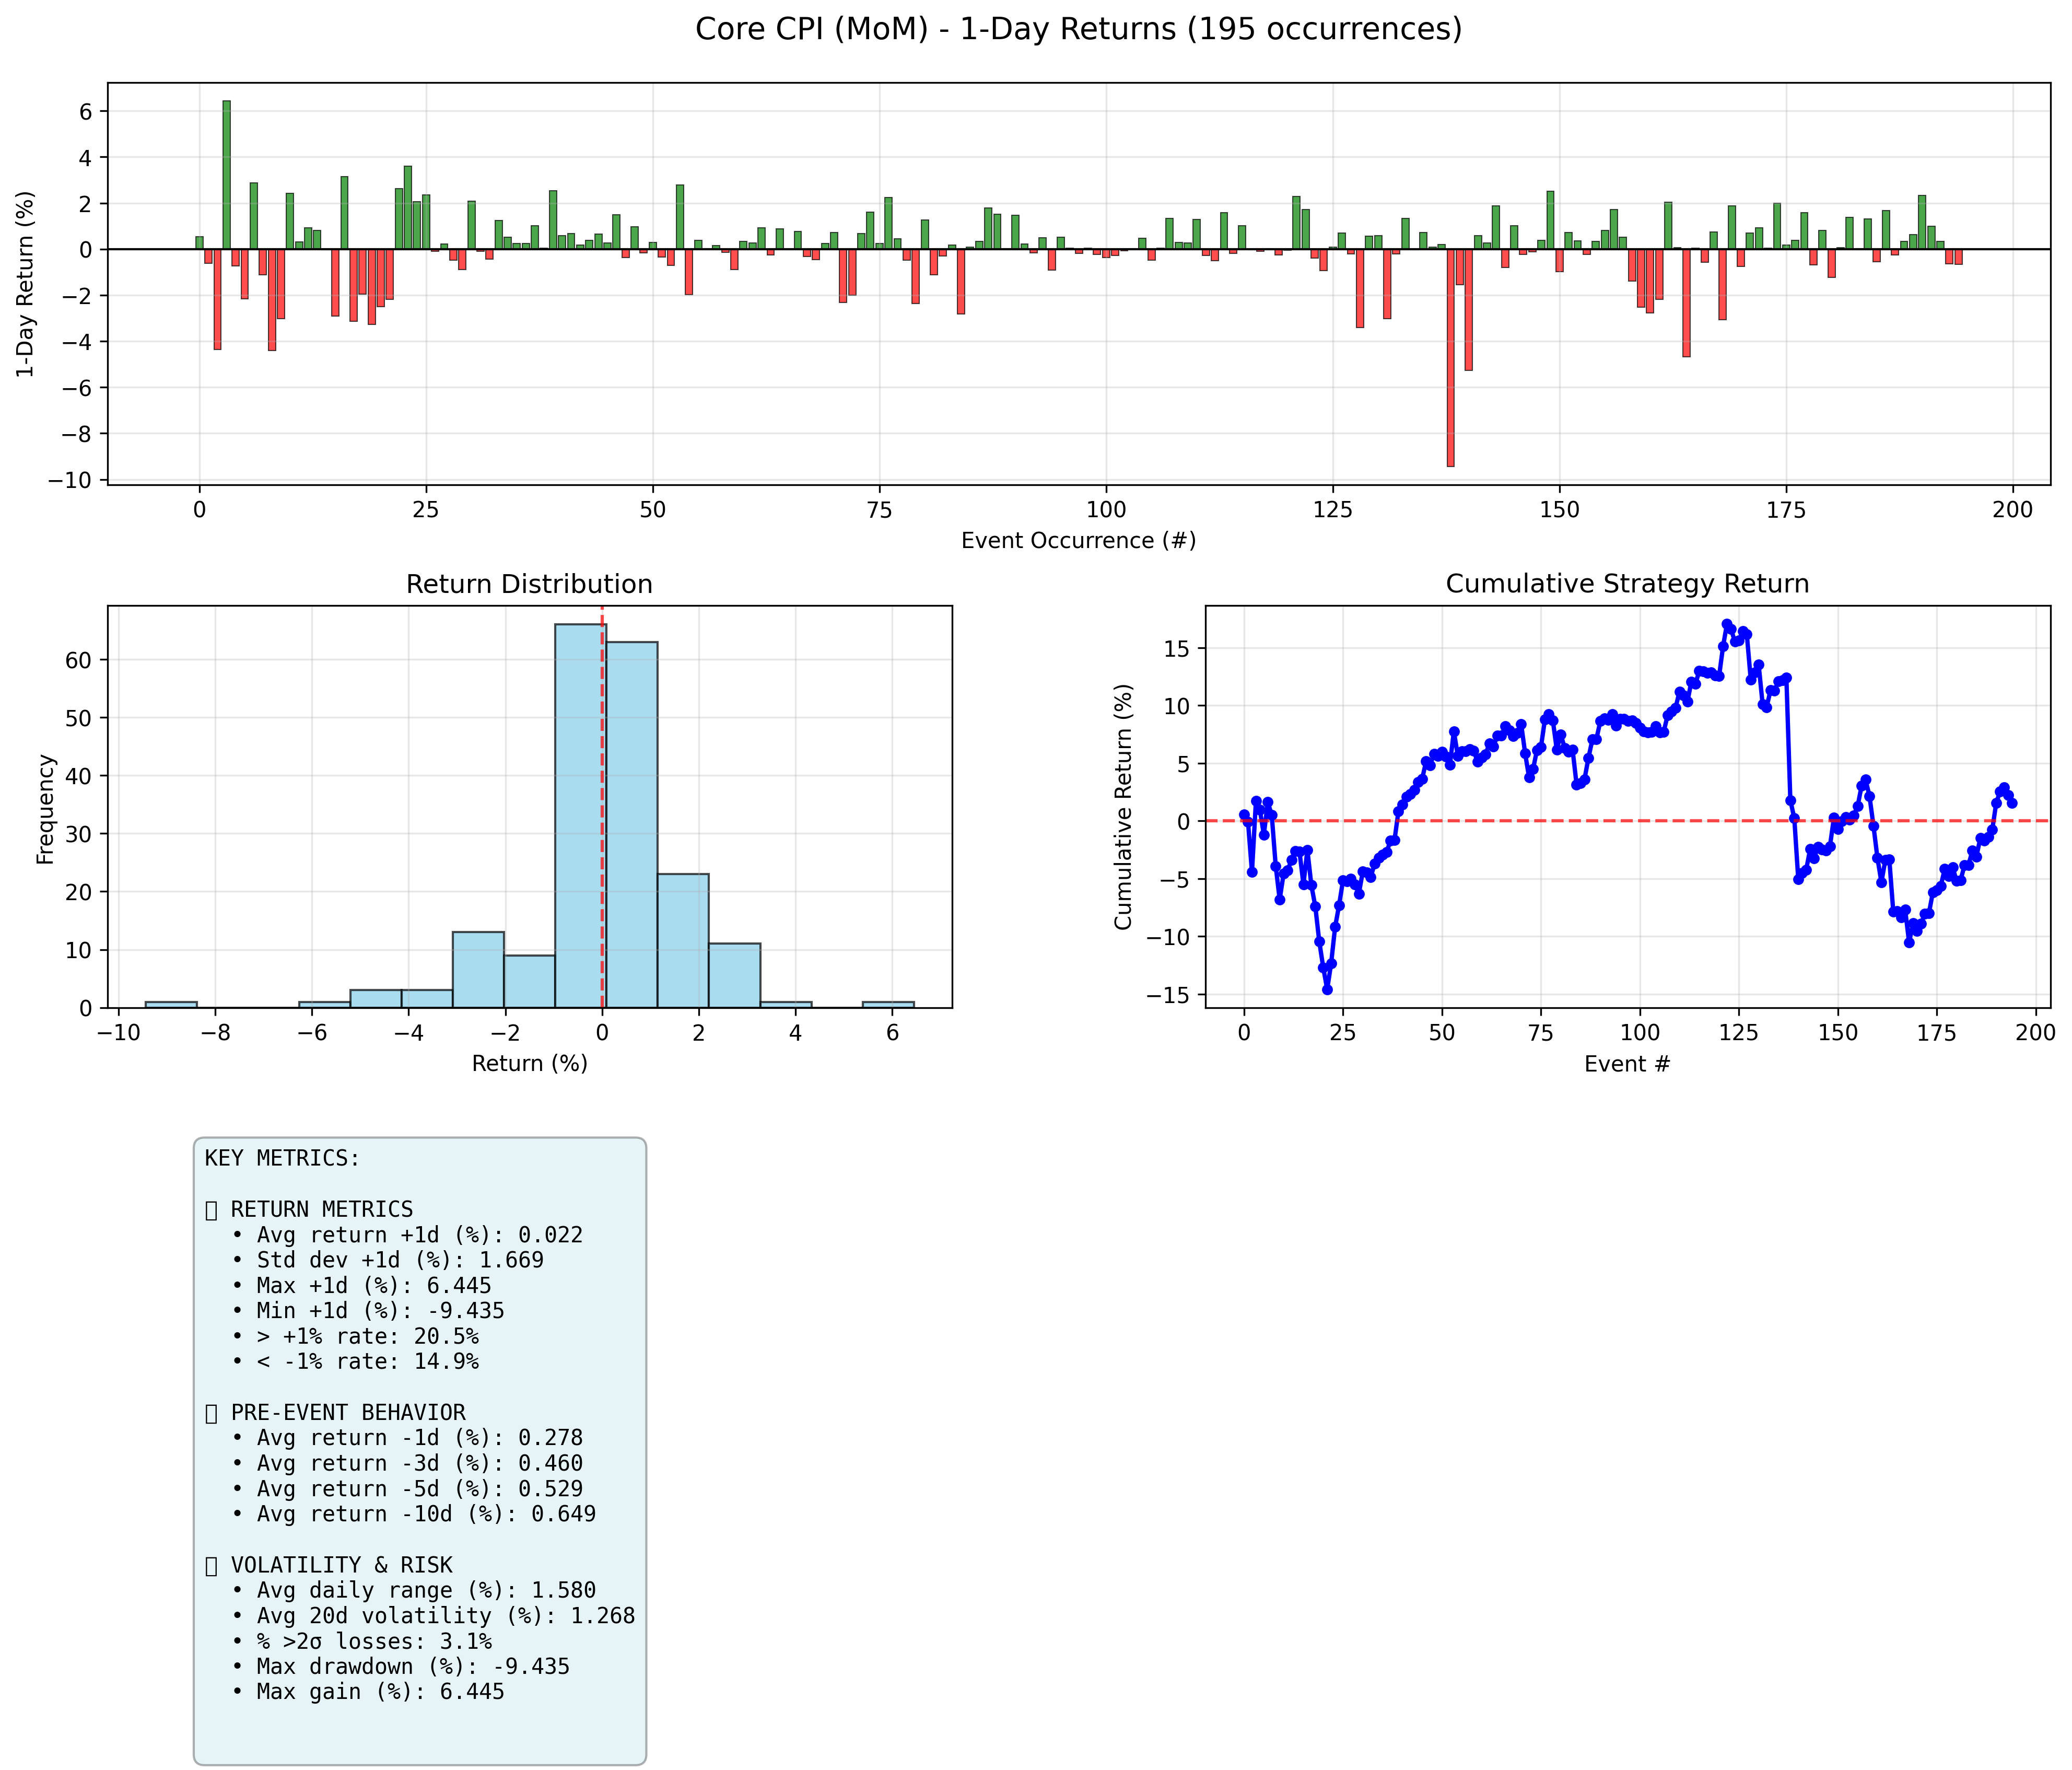 Core CPI (MoM) - 1-Day Returns (195 occurrences)
1-Day Return (%)
6
4
2
0
−2
−4
−6
−8
−10
0 25 50 75 100 125 150 175 200
Event Occurrence (#)
Return Distribution
Frequency
60
50
40
30
20
10
0
−10 −8 −6 −4 −2 0 2 4 6
Return (%)
Cumulative Strategy Return
Cumulative Return (%)
15
10
5
0
−5
−10
−15
0 25 50 75 100 125 150 175 200
Event #
KEY METRICS:
▯ RETURN METRICS
• Avg return +1d (%): 0.022
• Std dev +1d (%): 1.669
• Max +1d (%): 6.445
• Min +1d (%): -9.435
• > +1% rate: 20.5%
• < -1% rate: 14.9%
▯ PRE-EVENT BEHAVIOR
• Avg return -1d (%): 0.278
• Avg return -3d (%): 0.460
• Avg return -5d (%): 0.529
• Avg return -10d (%): 0.649
▯ VOLATILITY & RISK
• Avg daily range (%): 1.580
• Avg 20d volatility (%): 1.268
• % >2σ losses: 3.1%
• Max drawdown (%): -9.435
• Max gain (%): 6.445